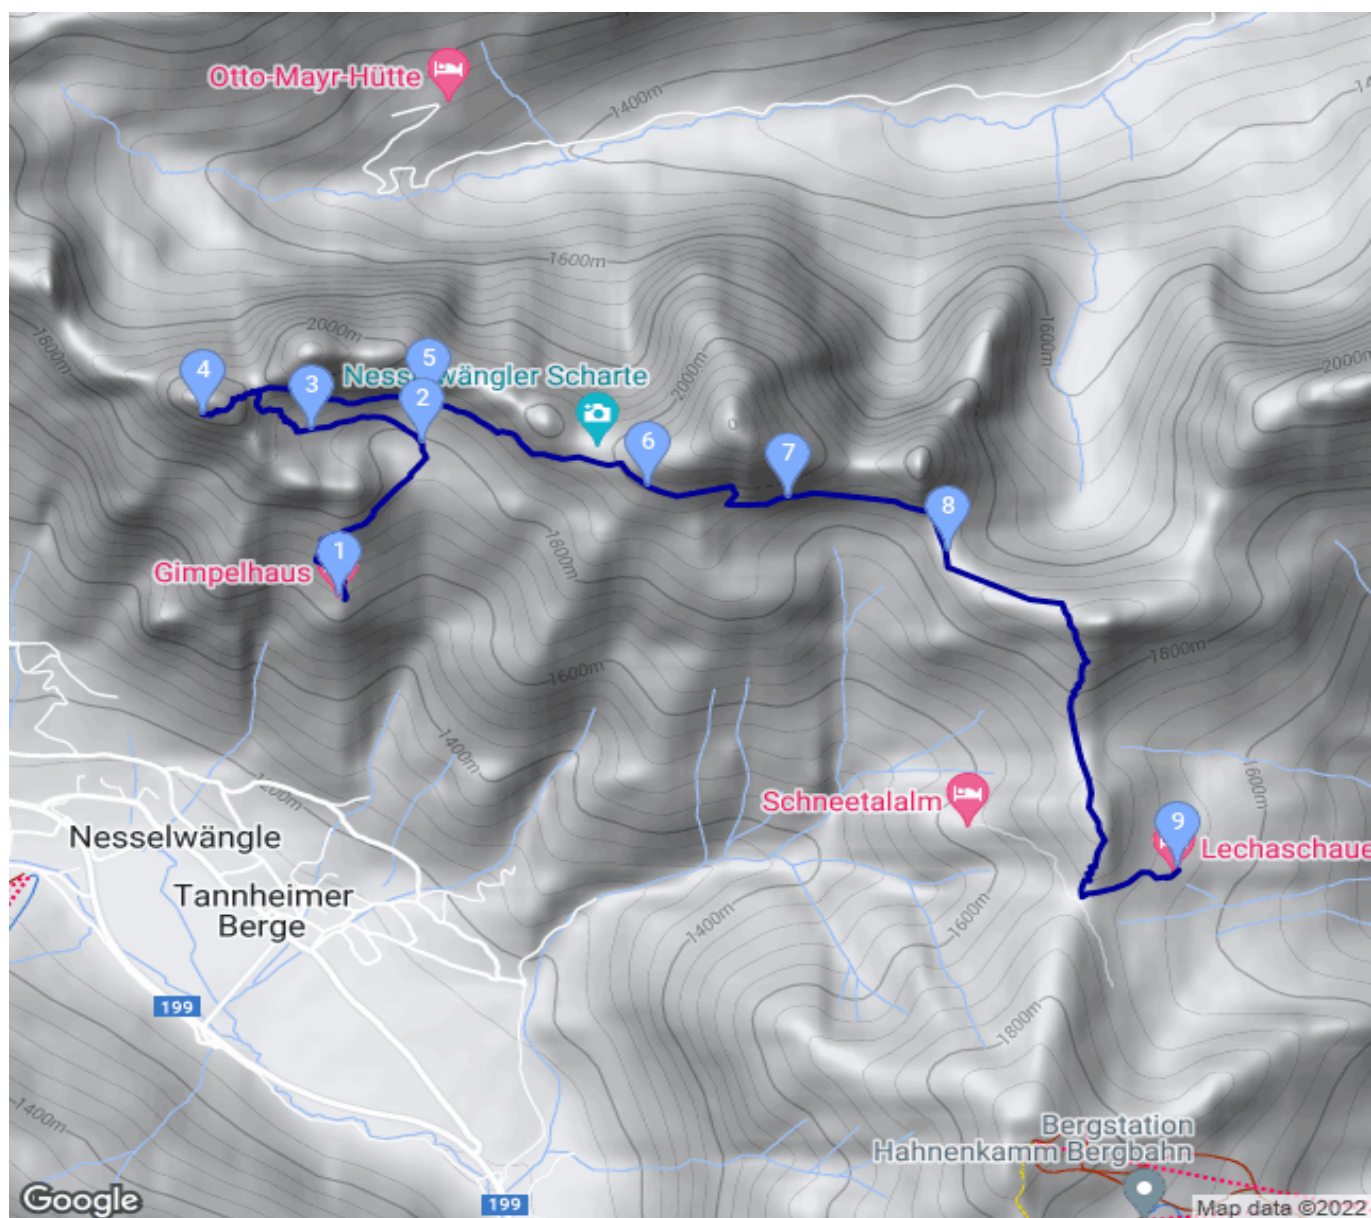 Otto-Mayr-Hütte
1400m
1600m
1800m
2000m
5
4
3
Nesselwängler Scharte
2
2000m
1600m
2000m
6
7
8
1800m
1
Gimpelhaus
1600m
1800m
1400m
1200m
1600m
Schneetalalm
9
Lechaschaue
Nesselwängle
Tannheimer
Berge
1400m
1600m
199
1800m
1400m
Bergstation
Hahnenkamm Bergbahn
Google
199
Map data ©2022